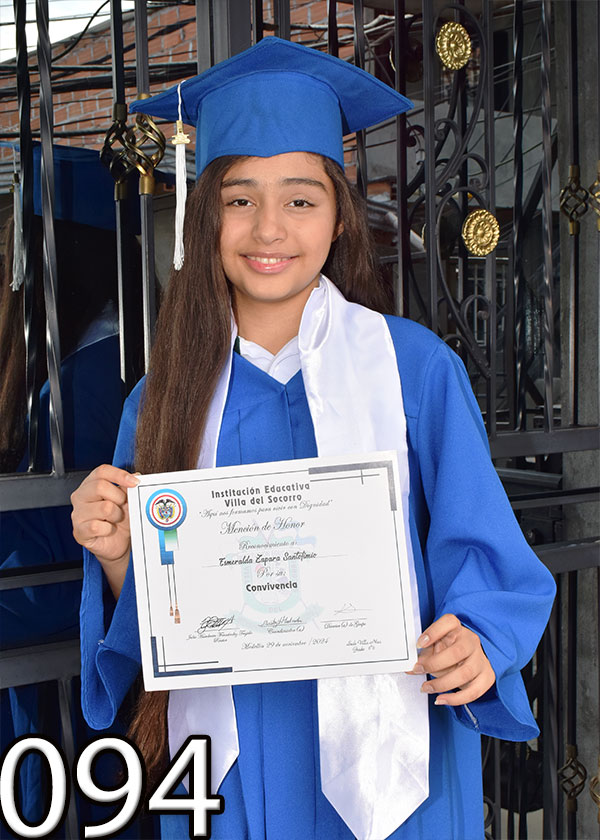 Institución Educativa
Villa del Socorro
"Aquí nos formamos para vivir con Dignidad"
Mención de Honor
Reconocimiento a:
Esmeralda Zapara Santofimio
Por su:
Convivencia
Rector
Coordinador (a)
Director (a) de Grupo
Medellín 29 de noviembre / 2024
094